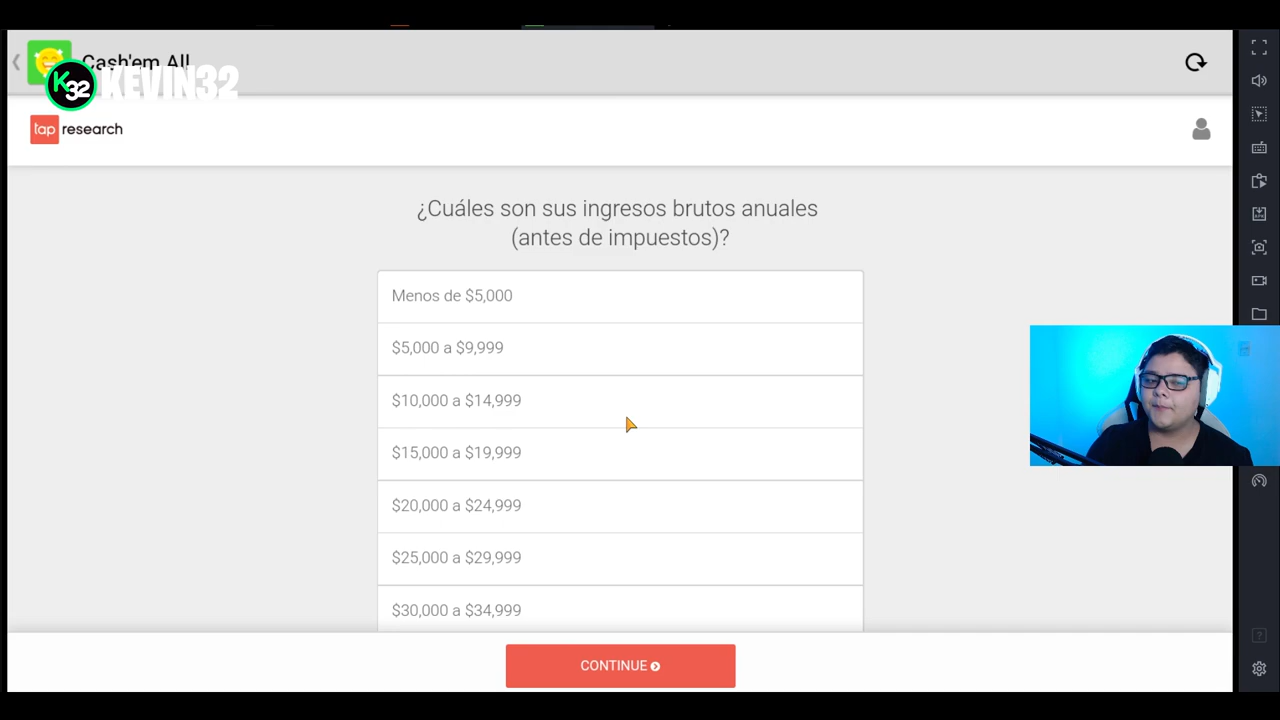 Cash'em All
K32 KEVIN32
tap research
¿Cuáles son sus ingresos brutos anuales
(antes de impuestos)?
Menos de $5,000
$5,000 a $9,999
$10,000 a $14,999
$15,000 a $19,999
$20,000 a $24,999
$25,000 a $29,999
$30,000 a $34,999
CONTINUE